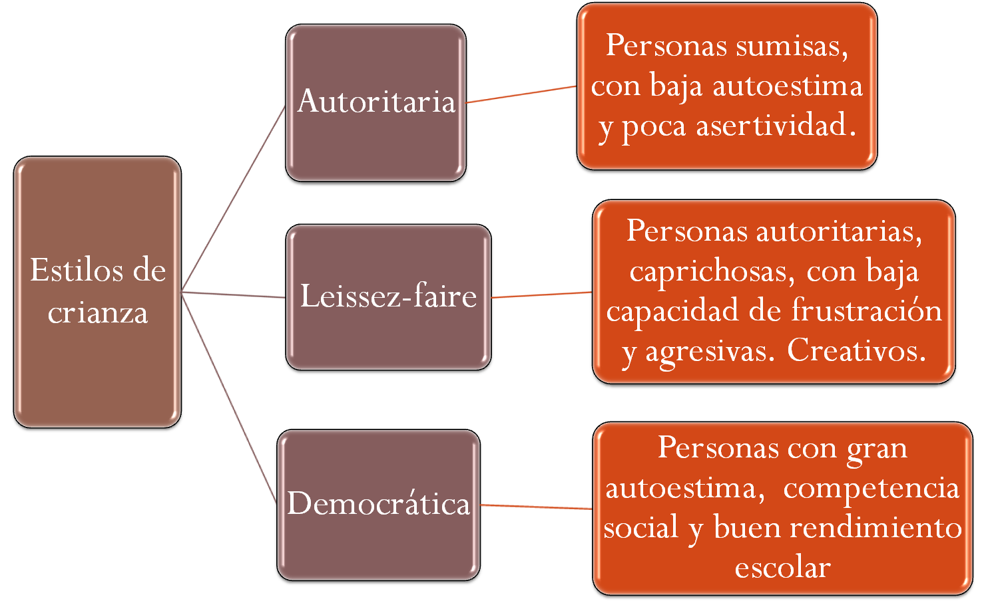 Estilos de
crianza
Autoritaria
Personas sumisas,
con baja autoestima
y poca asertividad.
Leissez-faire
Personas autoritarias,
caprichosas, con baja
capacidad de frustración
y agresivas. Creativos.
Democrática
Personas con gran
autoestima, competencia
social y buen rendimiento
escolar